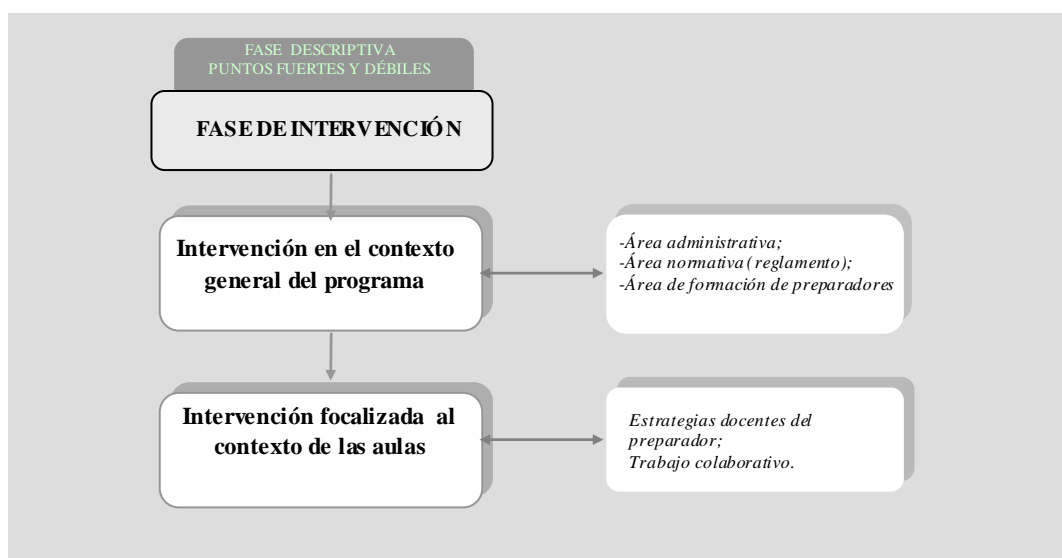 FASE DESCRIPTIVA
PUNTOS FUERTES Y DÉBILES
FASE DE INTERVENCIÓN
Intervención en el contexto
general del programa
-Área administrativa;
-Área normativa (reglamento);
-Área de formación de preparadores
Intervención focalizada al
contexto de las aulas
Estrategias docentes del
preparador;
Trabajo colaborativo.